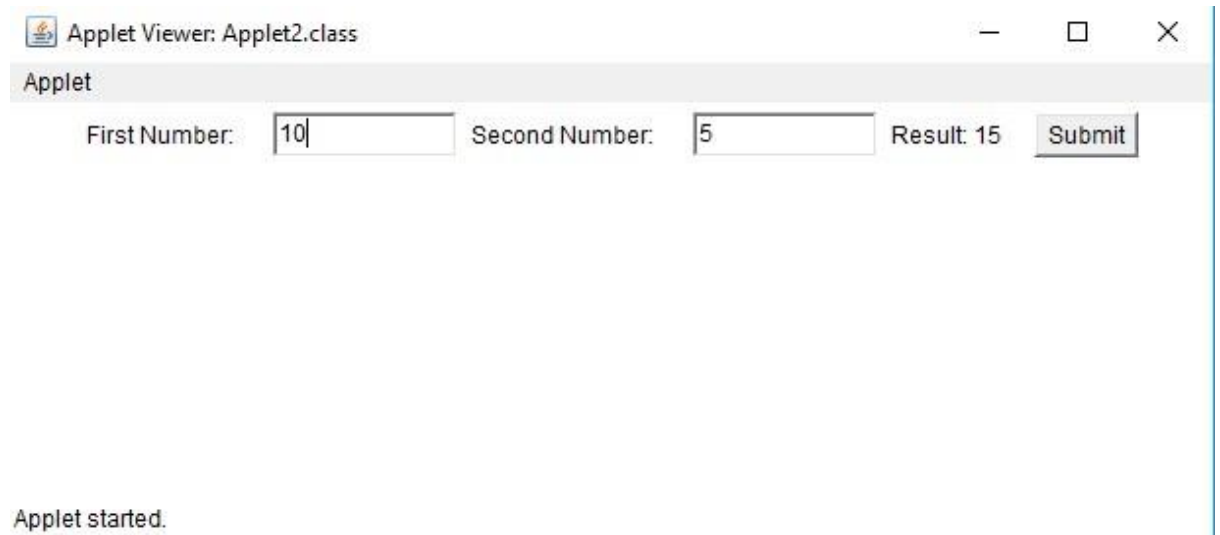 Applet Viewer: Applet2.class
Applet
First Number: 10 Second Number: 5 Result: 15 Submit
Applet started.